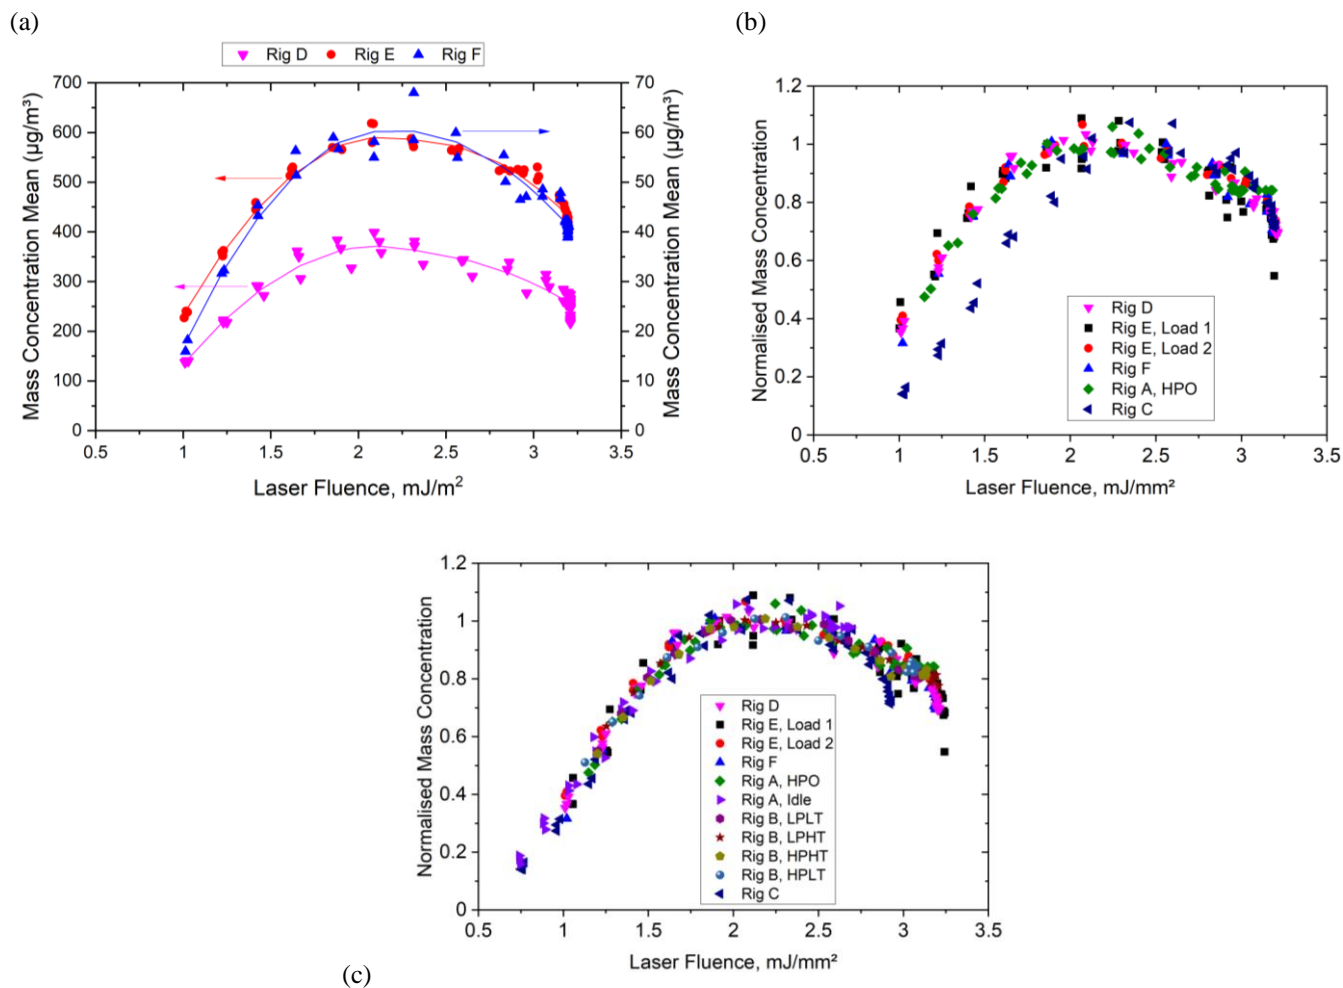 (a)
Rig D Rig E Rig F
700
600
500
400
300
200
100
0
Mass Concentration Mean (µg/m³)
70
60
50
40
30
20
10
0
Mass Concentration Mean (µg/m³)
0.5 1 1.5 2 2.5 3 3.5
Laser Fluence, mJ/m²
(b)
1.2
1
0.8
0.6
0.4
0.2
0
Normalised Mass Concentration
Rig D
Rig E, Load 1
Rig E, Load 2
Rig F
Rig A, HPO
Rig C
0.5 1 1.5 2 2.5 3 3.5
Laser Fluence, mJ/mm²
1.2
1
0.8
0.6
0.4
0.2
0
Normalised Mass Concentration
Rig D
Rig E, Load 1
Rig E, Load 2
Rig F
Rig A, HPO
Rig A, Idle
Rig B, LPLT
Rig B, LPHT
Rig B, HPHT
Rig B, HPLT
Rig C
0.5 1 1.5 2 2.5 3 3.5
Laser Fluence, mJ/mm²
(c)